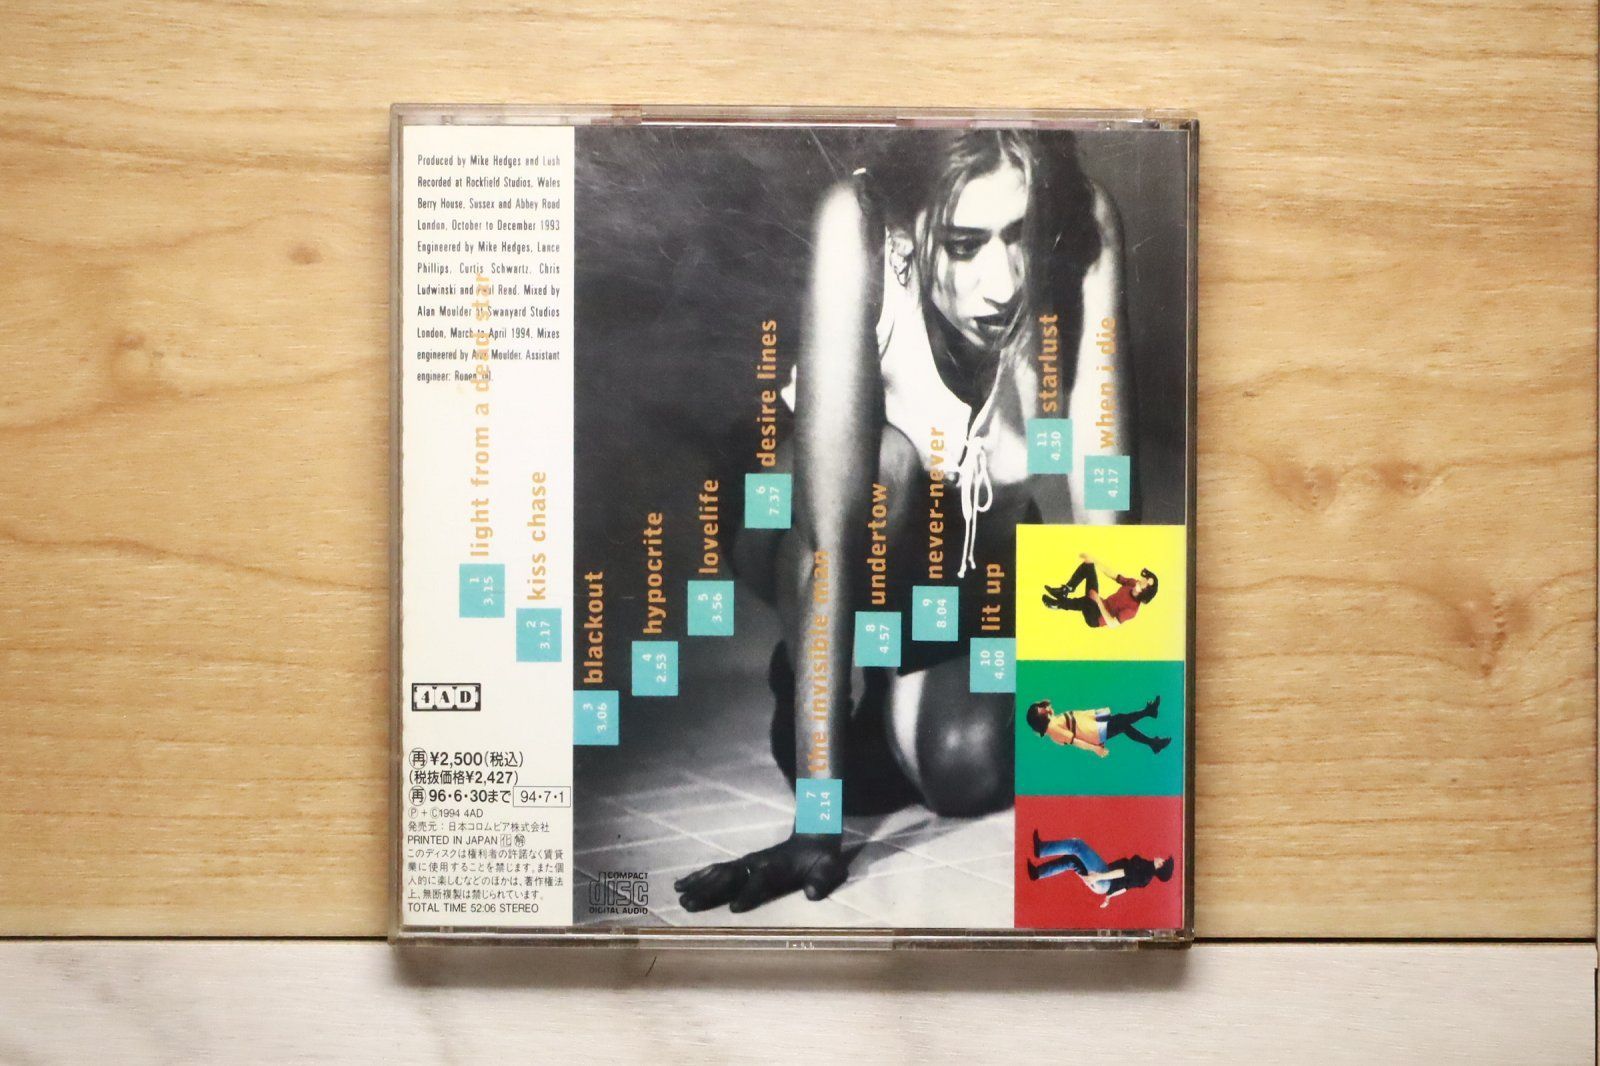 Produced by Mike Hedges and Lush
Recorded at Rockfield Studios, Wales
Berry House, Sussex and Abbey Road
London, October to December 1993
Engineered by Mike Hedges, Lance
Phillips, Curtis Schwartz, Chris
Ludwinski and Paul Read. Mixed by
Alan Moulder at Swanyard Studios
London, March to April 1994. Mixes
engineered by Alan Moulder. Assistant
engineer:
1
3.15
light from a dead star
2
3.17
kiss chase
3
3.06
blackout
4
2.53
hypocrite
5
3.56
lovelife
6
7.37
desire lines
7
2.14
the invisible man
8
4.57
undertow
9
8.04
never-never
10
4.00
lit up
11
4.30
starlust
12
4.17
when i die
4AD
再¥2,500(税込)
(税抜価格¥2,427)
再96・6・30まで 94・7・1
Ⓟ+©1994 4AD
発売元:日本コロムビア株式会社
PRINTED IN JAPAN 化 解
このディスクは権利者の許諾なく賃貸
業に使用することを禁じます。また個
人的に楽しむなどのほかは、著作権法
上、無断複製は禁じられています。
TOTAL TIME 52:06 STEREO
COMPACT
disc
DIGITAL AUDIO